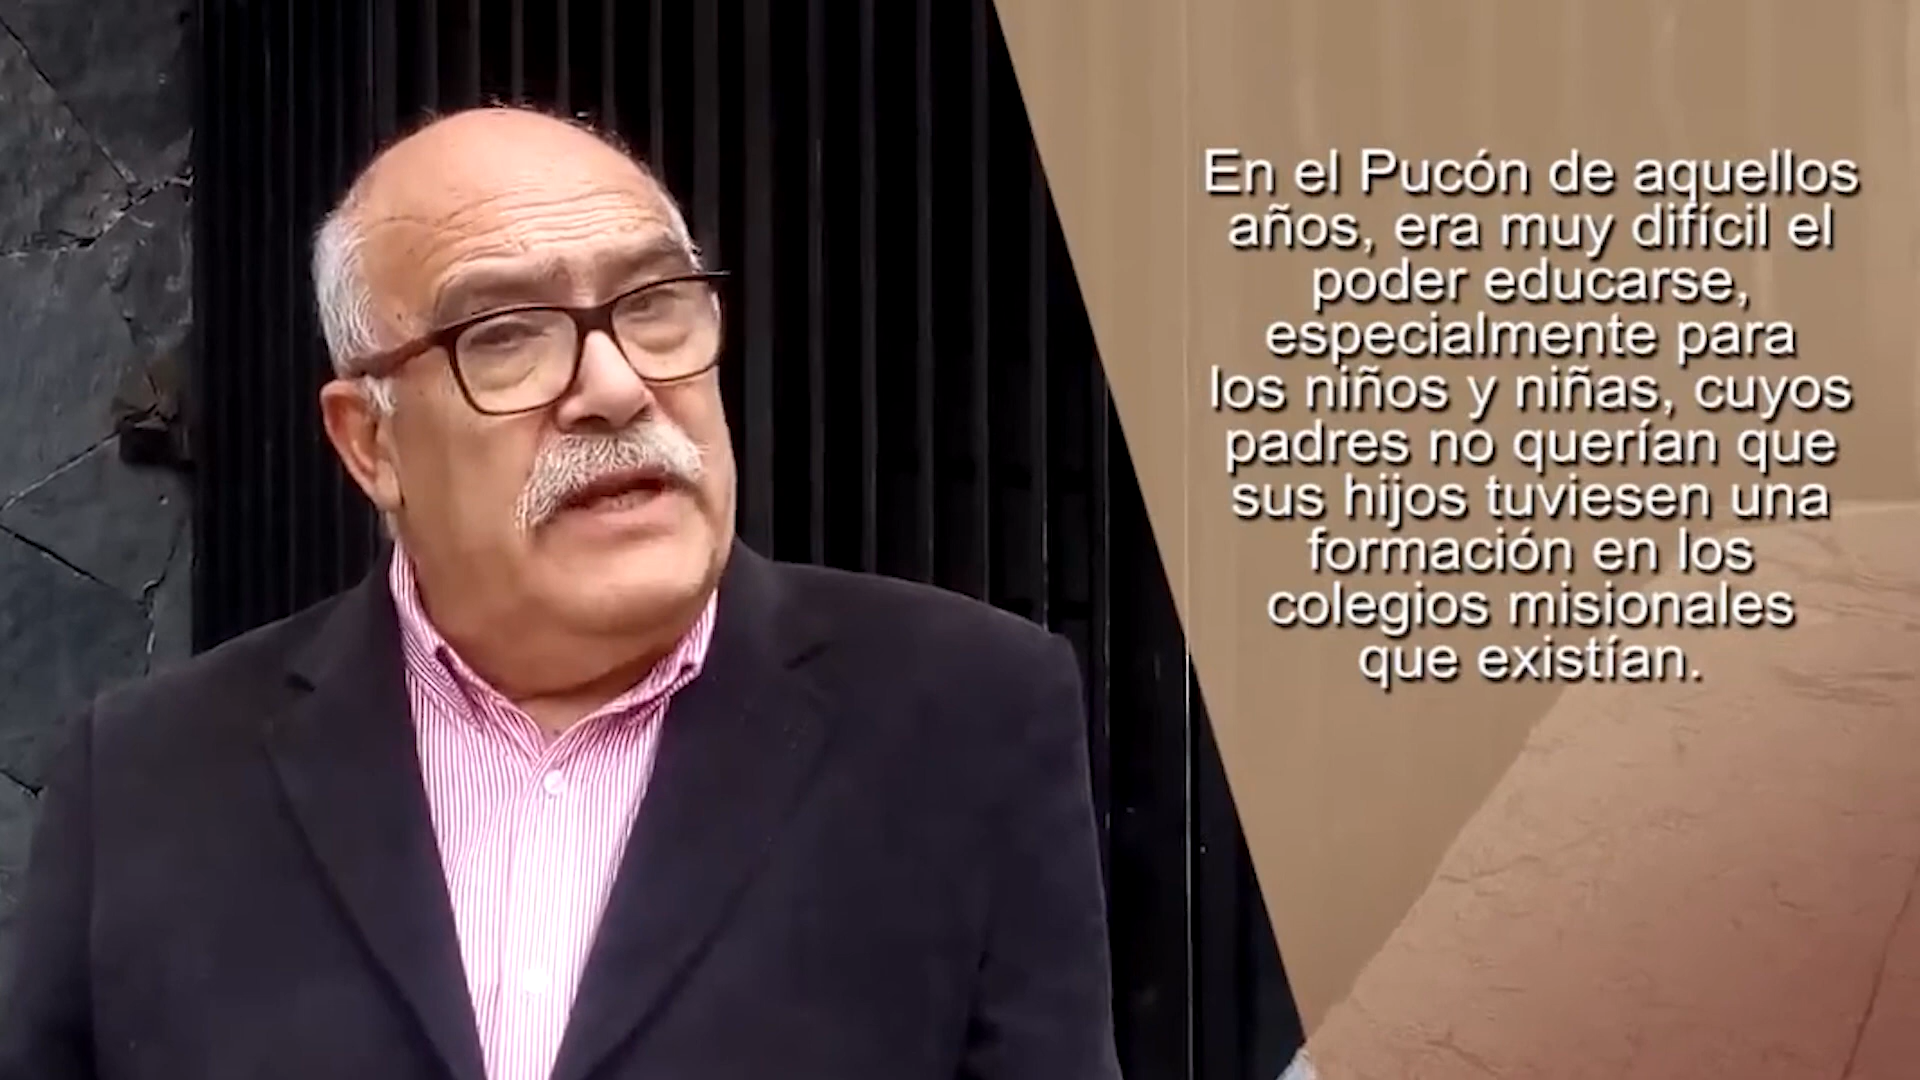 En el Pucón de aquellos
años, era muy difícil el
poder educarse,
especialmente para
los niños y niñas, cuyos
padres no querían que
sus hijos tuviesen una
formación en los
colegios misionales
que existían.